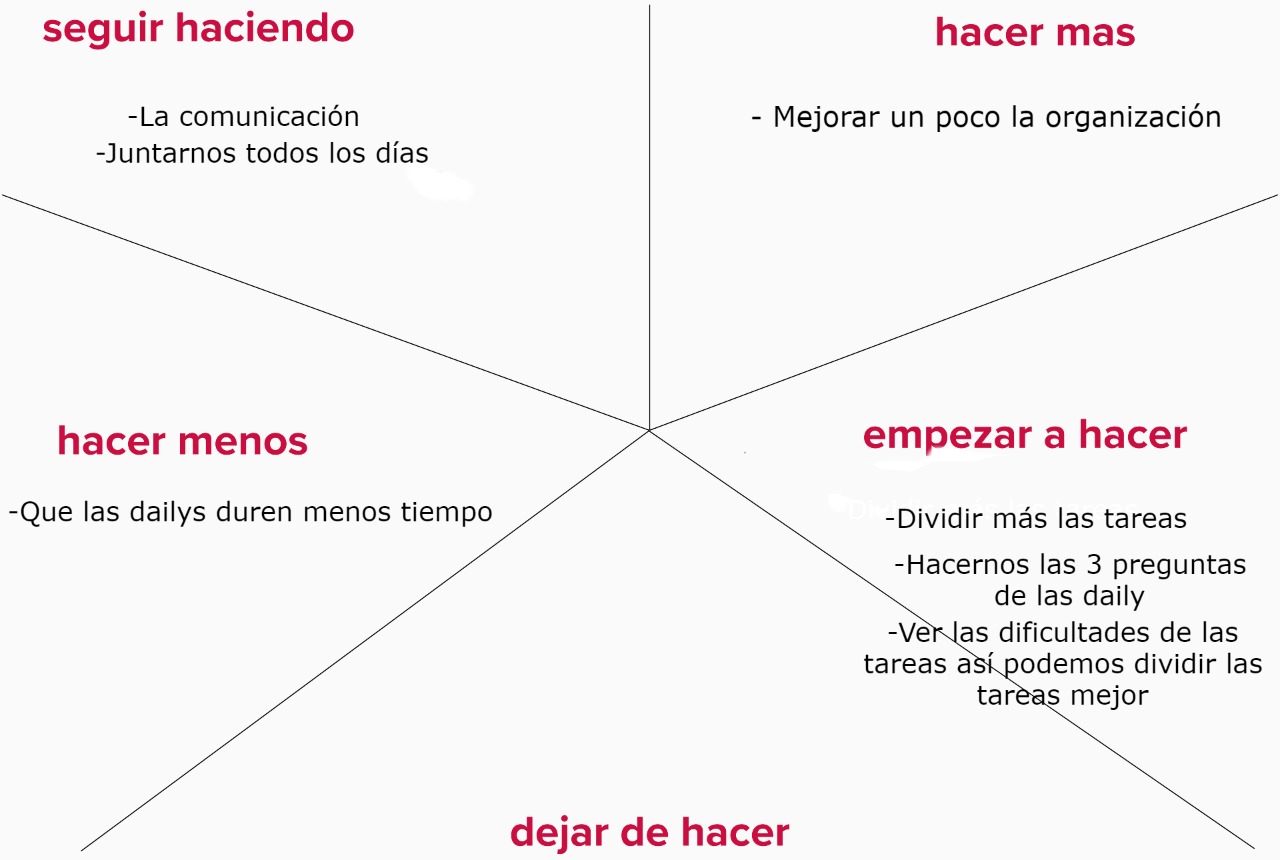 seguir haciendo
-La comunicación
-Juntarnos todos los días
hacer mas
- Mejorar un poco la organización
hacer menos
-Que las dailys duren menos tiempo
empezar a hacer
-Dividir más las tareas
-Hacernos las 3 preguntas
de las daily
-Ver las dificultades de las
tareas así podemos dividir las
tareas mejor
dejar de hacer